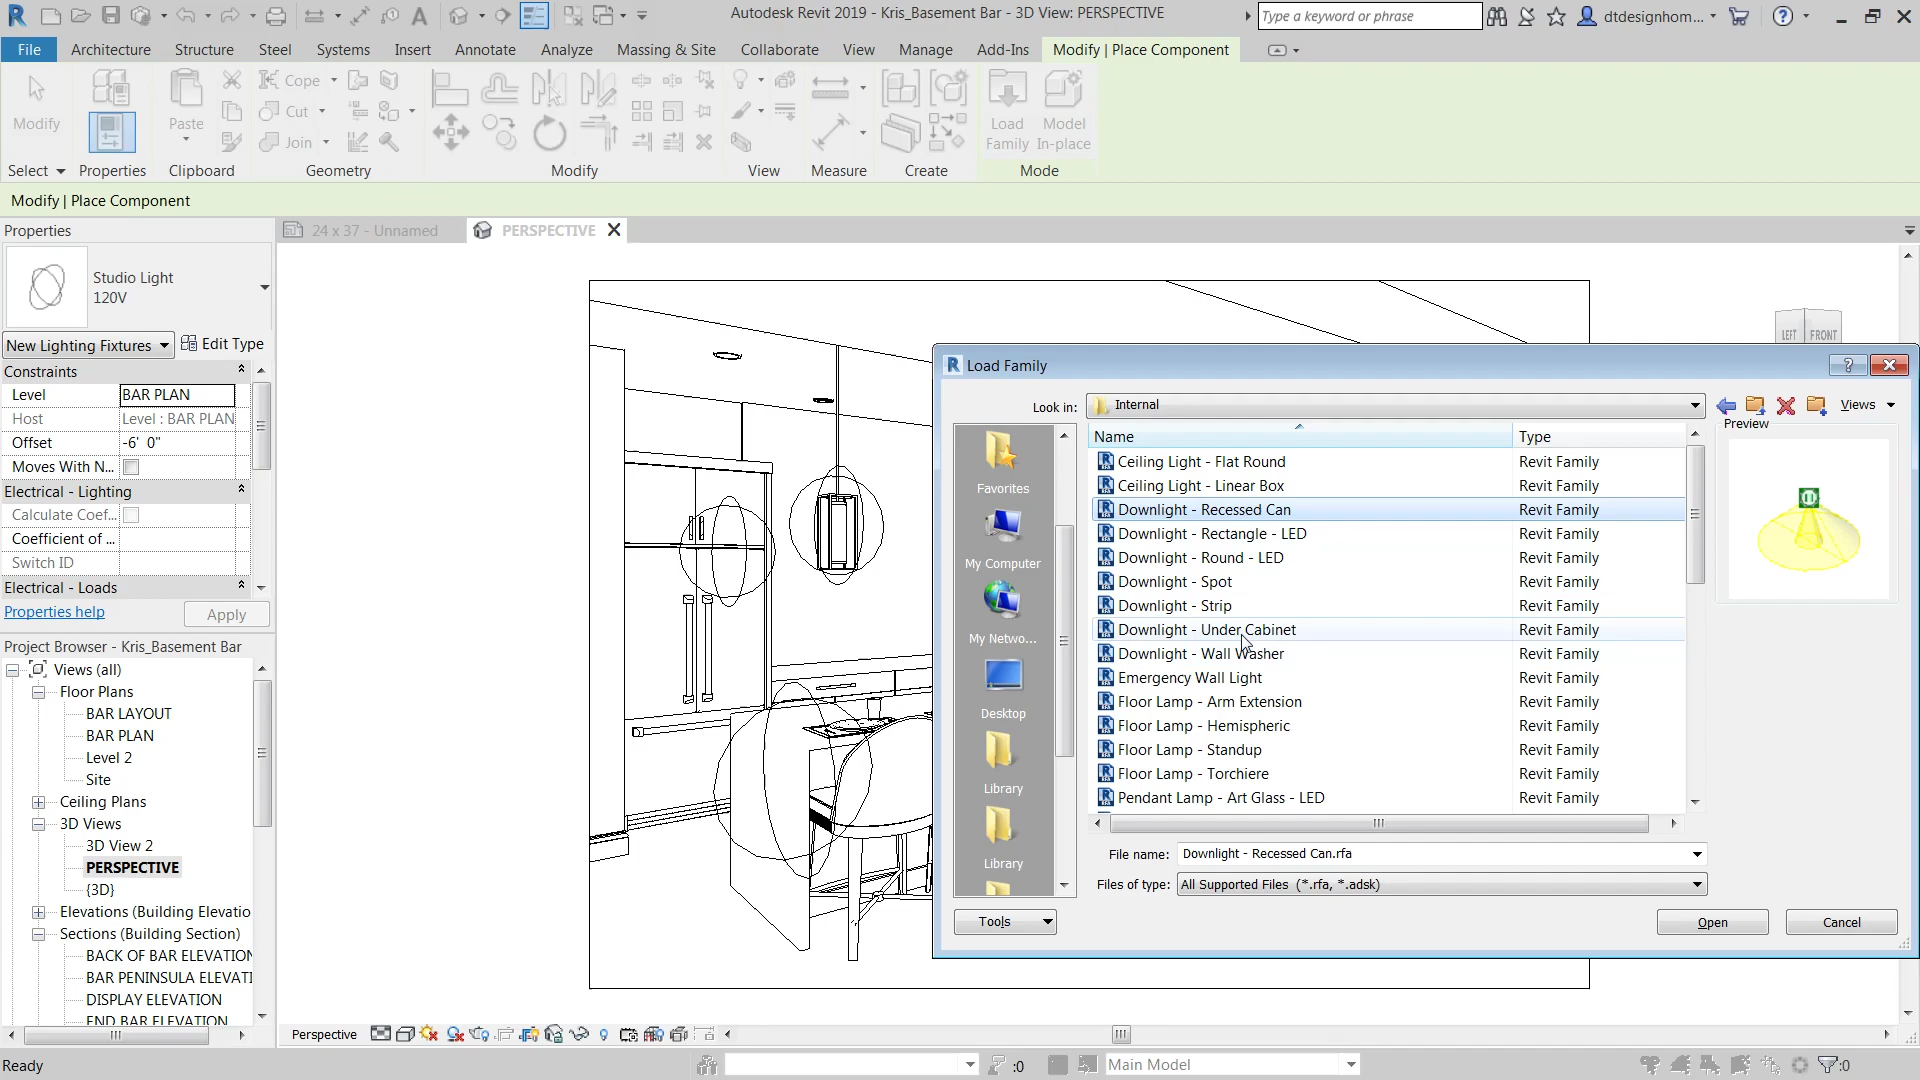 Autodesk Revit 2019 - Kris_Basement Bar - 3D View: PERSPECTIVE
Type a keyword or phrase
dtdesignhom...
File
Architecture
Structure
Steel
Systems
Insert
Annotate
Analyze
Massing & Site
Collaborate
View
Manage
Add-Ins
Modify | Place Component
Modify
Paste
Cope
Cut
Join
Load
Family
Model
In-place
Select
Properties
Clipboard
Geometry
Modify
View
Measure
Create
Mode
Modify | Place Component
Properties
24 x 37 - Unnamed
PERSPECTIVE
Studio Light
120V
New Lighting Fixtures
Edit Type
Constraints
Level
BAR PLAN
Host
Level : BAR PLAN
Offset
-6'  0"
Moves With N...
Electrical - Lighting
Calculate Coef...
Coefficient of ...
Switch ID
Electrical - Loads
Properties help
Apply
Project Browser - Kris_Basement Bar
Views (all)
Floor Plans
BAR LAYOUT
BAR PLAN
Level 2
Site
Ceiling Plans
3D Views
3D View 2
PERSPECTIVE
{3D}
Elevations (Building Elevatio
Sections (Building Section)
BACK OF BAR ELEVATION
BAR PENINSULA ELEVATI
DISPLAY ELEVATION
END BAR ELEVATION
LEFT
FRONT
Load Family
Look in:
Internal
Views
Preview
Favorites
My Computer
My Netwo...
Desktop
Library
Library
Name
Type
Ceiling Light - Flat Round
Revit Family
Ceiling Light - Linear Box
Revit Family
Downlight - Recessed Can
Revit Family
Downlight - Rectangle - LED
Revit Family
Downlight - Round - LED
Revit Family
Downlight - Spot
Revit Family
Downlight - Strip
Revit Family
Downlight - Under Cabinet
Revit Family
Downlight - Wall Washer
Revit Family
Emergency Wall Light
Revit Family
Floor Lamp - Arm Extension
Revit Family
Floor Lamp - Hemispheric
Revit Family
Floor Lamp - Standup
Revit Family
Floor Lamp - Torchiere
Revit Family
Pendant Lamp - Art Glass - LED
Revit Family
File name:
Downlight - Recessed Can.rfa
Files of type:
All Supported Files  (*.rfa, *.adsk)
Tools
Open
Cancel
Perspective
Ready
:0
Main Model
:0